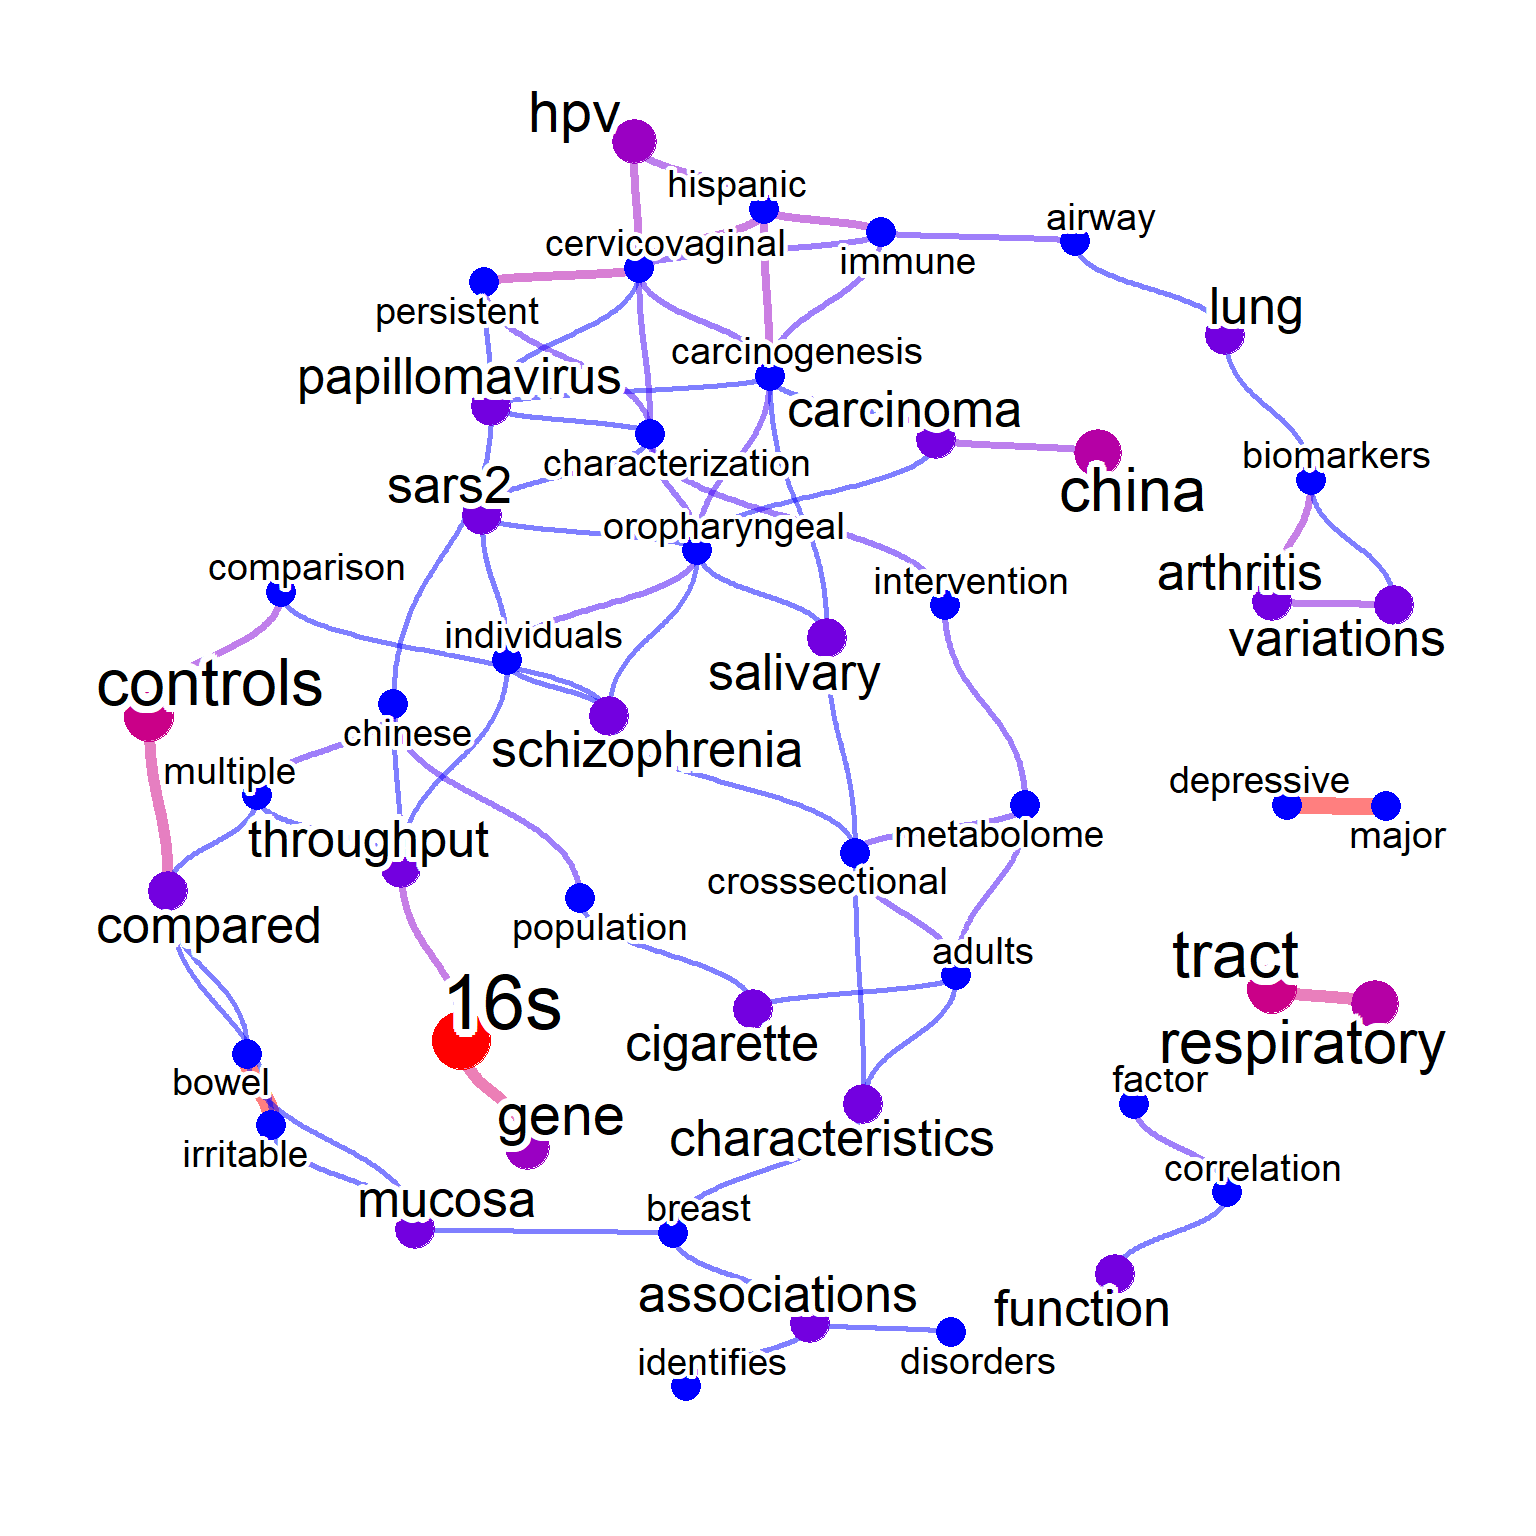 hpv
hispanic
airway
cervicovaginal
immune
persistent
lung
carcinogenesis
papillomavirus
carcinoma
characterization
biomarkers
sars2
china
oropharyngeal
comparison
arthritis
intervention
individuals
variations
salivary
controls
chinese
schizophrenia
multiple
depressive
throughput
metabolome
major
crosssectional
compared
population
adults
tract
16s
cigarette
respiratory
bowel
factor
gene
characteristics
irritable
correlation
mucosa
breast
associations
function
identifies
disorders